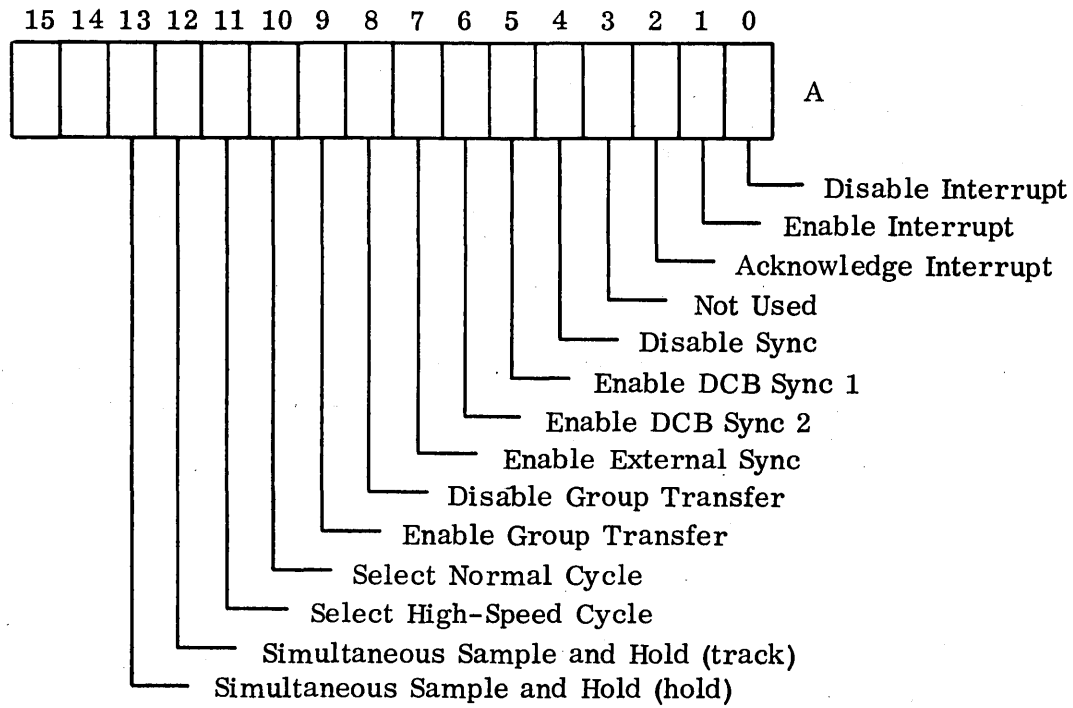 15 14 13 12 11 10 9 8 7 6 5 4 3 2 1 0
A
Disable Interrupt
Enable Interrupt
Acknowledge Interrupt
Not Used
Disable Sync
Enable DCB Sync 1
Enable DCB Sync 2
Enable External Sync
Disable Group Transfer
Enable Group Transfer
Select Normal Cycle
Select High-Speed Cycle
Simultaneous Sample and Hold (track)
Simultaneous Sample and Hold (hold)